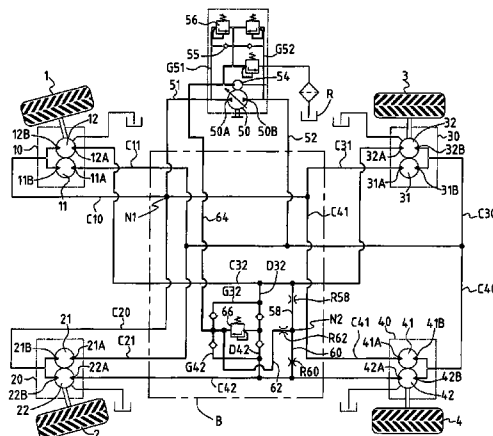 56
55
G51
G52
54
51
R
50A 50 50B
52
1
12
12B
10
12A
11B 11A
11
C11
C10
N1
64
B
3
32
30
32A
32B
31A 31B
31
C31
C41
C30
C40
C32
D32
G32
66
58
R58
N2
R62
60
R60
D42
G42
C42
62
C20
C21
21
21B 21A
20
22A
22B
22
2
C41
40 41
41A 41B
42A
42B
42
4